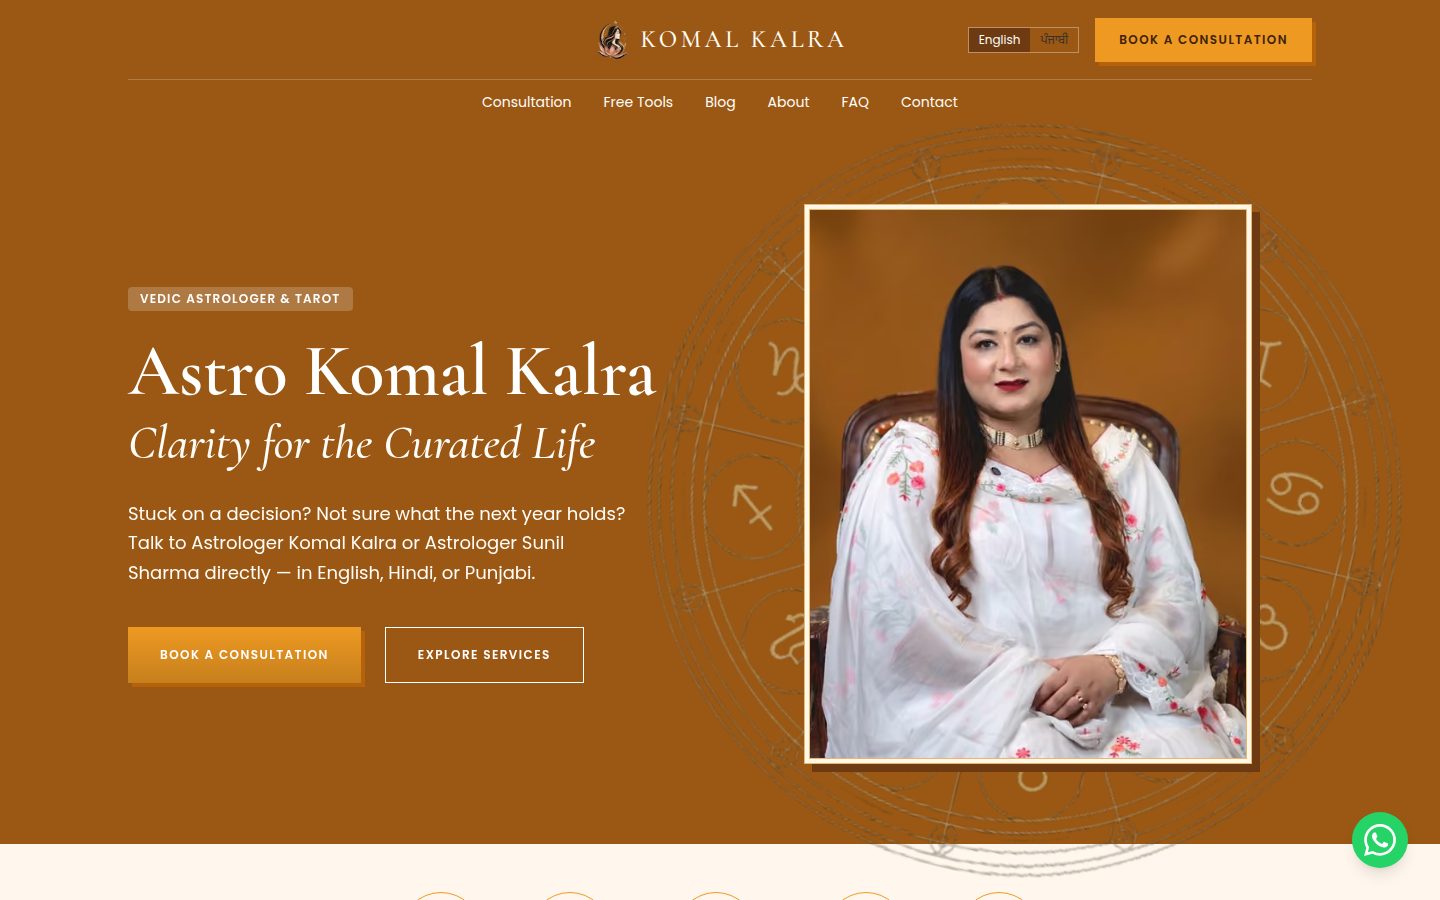 KOMAL KALRA
English
ਪੰਜਾਬੀ
BOOK A CONSULTATION
Consultation
Free Tools
Blog
About
FAQ
Contact
VEDIC ASTROLOGER & TAROT
Astro Komal Kalra
Clarity for the Curated Life
Stuck on a decision? Not sure what the next year holds?
Talk to Astrologer Komal Kalra or Astrologer Sunil
Sharma directly — in English, Hindi, or Punjabi.
BOOK A CONSULTATION
EXPLORE SERVICES